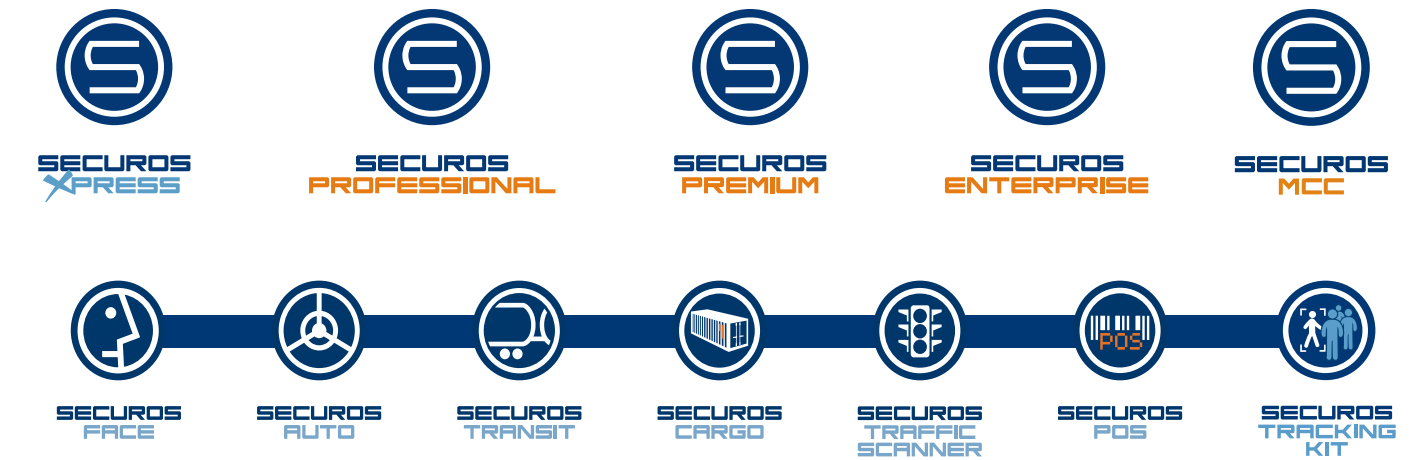 SECUROS
XPRESS
SECUROS
PROFESSIONAL
SECUROS
PREMIUM
SECUROS
ENTERPRISE
SECUROS
MCC
POS
SECUROS
FACE
SECUROS
AUTO
SECUROS
TRANSIT
SECUROS
CARGO
SECUROS
TRAFFIC
SCANNER
SECUROS
POS
SECUROS
TRACKING
KIT